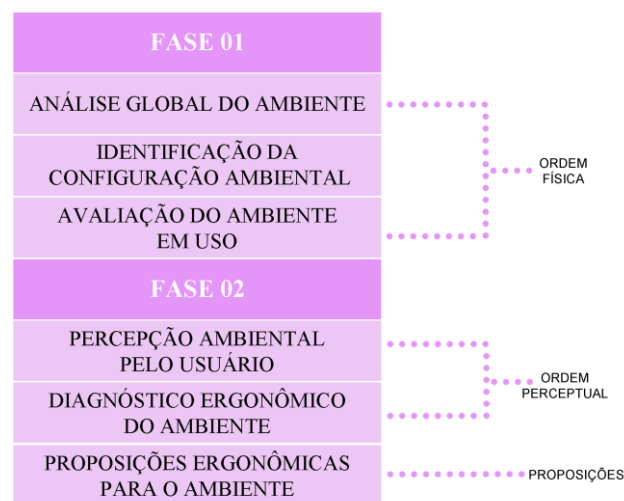 FASE 01
ANÁLISE GLOBAL DO AMBIENTE
IDENTIFICAÇÃO DA
CONFIGURAÇÃO AMBIENTAL
AVALIAÇÃO DO AMBIENTE
EM USO
ORDEM
FÍSICA
FASE 02
PERCEPÇÃO AMBIENTAL
PELO USUÁRIO
DIAGNÓSTICO ERGONÔMICO
DO AMBIENTE
ORDEM
PERCEPTUAL
PROPOSIÇÕES ERGONÔMICAS
PARA O AMBIENTE
PROPOSIÇÕES